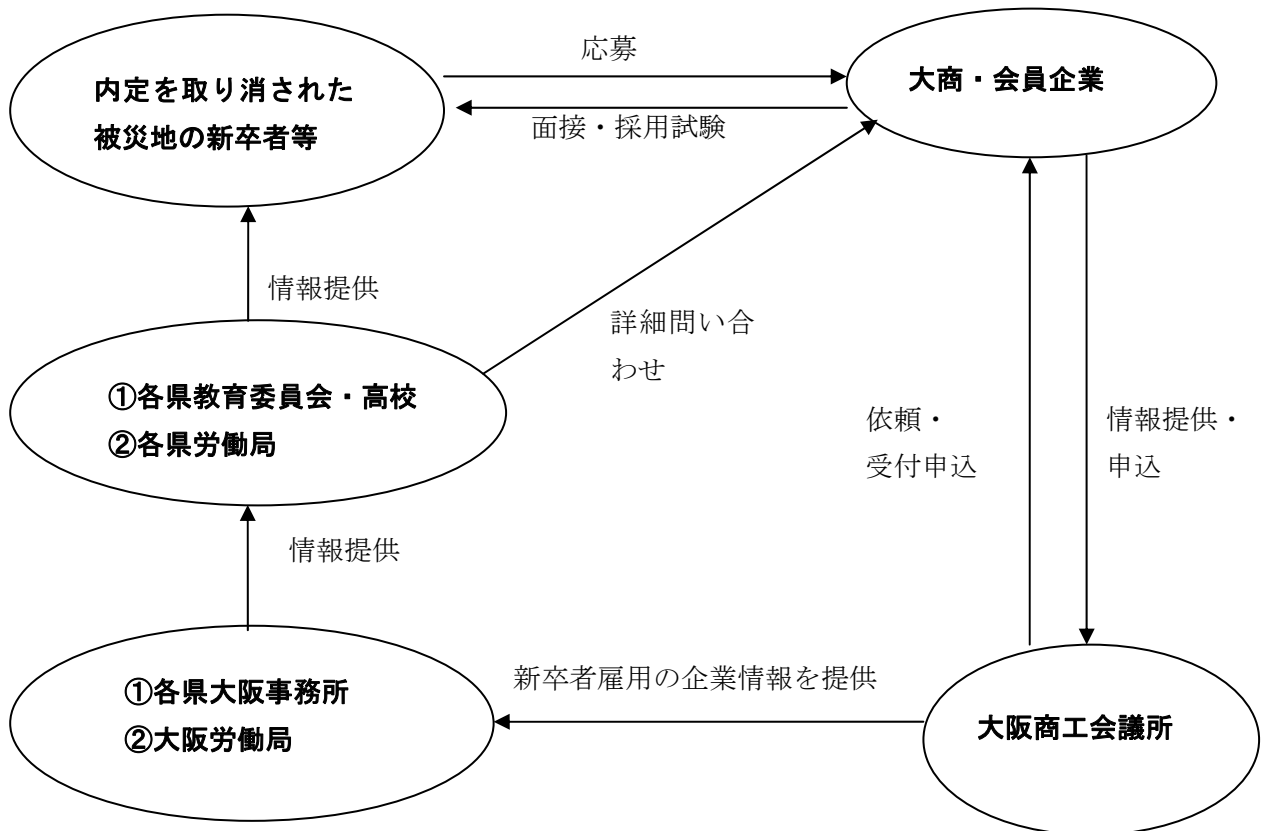 応募
内定を取り消された
被災地の新卒者等
大商・会員企業
面接・採用試験
情報提供
詳細問い合
わせ
①各県教育委員会・高校
②各県労働局
依頼・
受付申込
情報提供・
申込
情報提供
①各県大阪事務所
②大阪労働局
新卒者雇用の企業情報を提供
大阪商工会議所